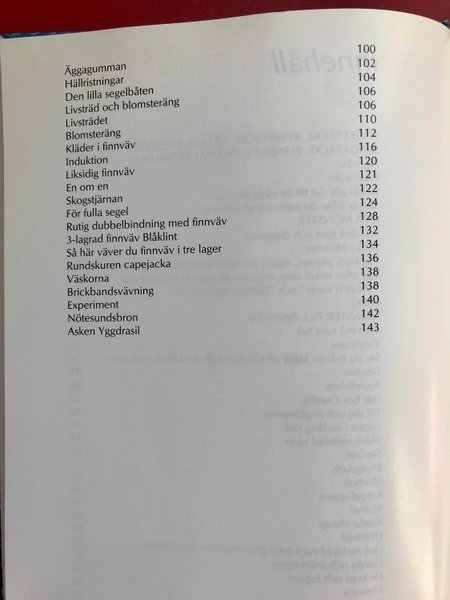 Äggagumman 100
Hällristningar 102
Den lilla segelbåten 104
Livsträd och blomsteräng 106
Livsträdet 106
Blomsteräng 110
Kläder i finnväv 112
Induktion 116
Liksidig finnväv 120
En om en 121
Skogstjärnan 122
För fulla segel 124
Rutig dubbelbindning med finnväv 128
3-lagrad finnväv Blåklint 132
Så här väver du finnväv i tre lager 134
Rundskuren capejacka 136
Väskorna 138
Brickbandsvävning 138
Experiment 140
Nötesundsbron 142
Asken Yggdrasil 143